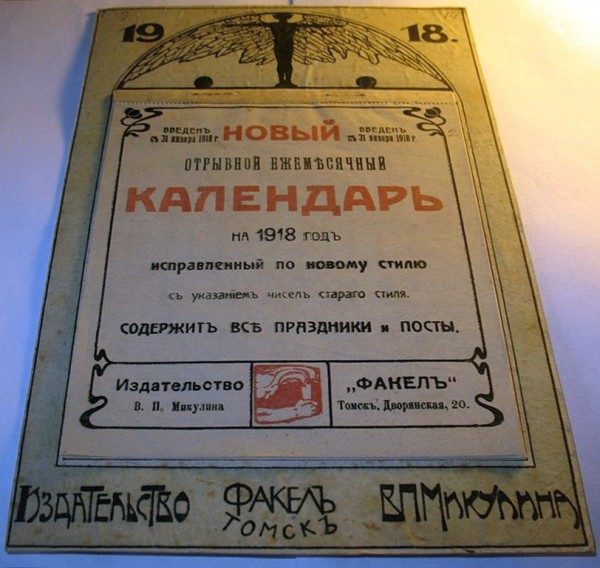 19 18.
введенъ съ 31 января 1918 г. НОВЫЙ введенъ съ 31 января 1918 г.
ОТРЫВНОЙ ЕЖЕМѢСЯЧНЫЙ
КАЛЕНДАРЬ
НА 1918 ГОДЪ
исправленный по новому стилю
съ указанiемъ чиселъ стараго стиля.
СОДЕРЖИТЪ ВСѢ ПРАЗДНИКИ и ПОСТЫ.
Издательство
В. П. Микулина
„ФАКЕЛЪ“
Томскъ, Дворянская, 20.
ИЗДАТЕЛЬСТВО ФАКЕЛЪ В.П.МИКУЛИНА
ТОМСКЪ